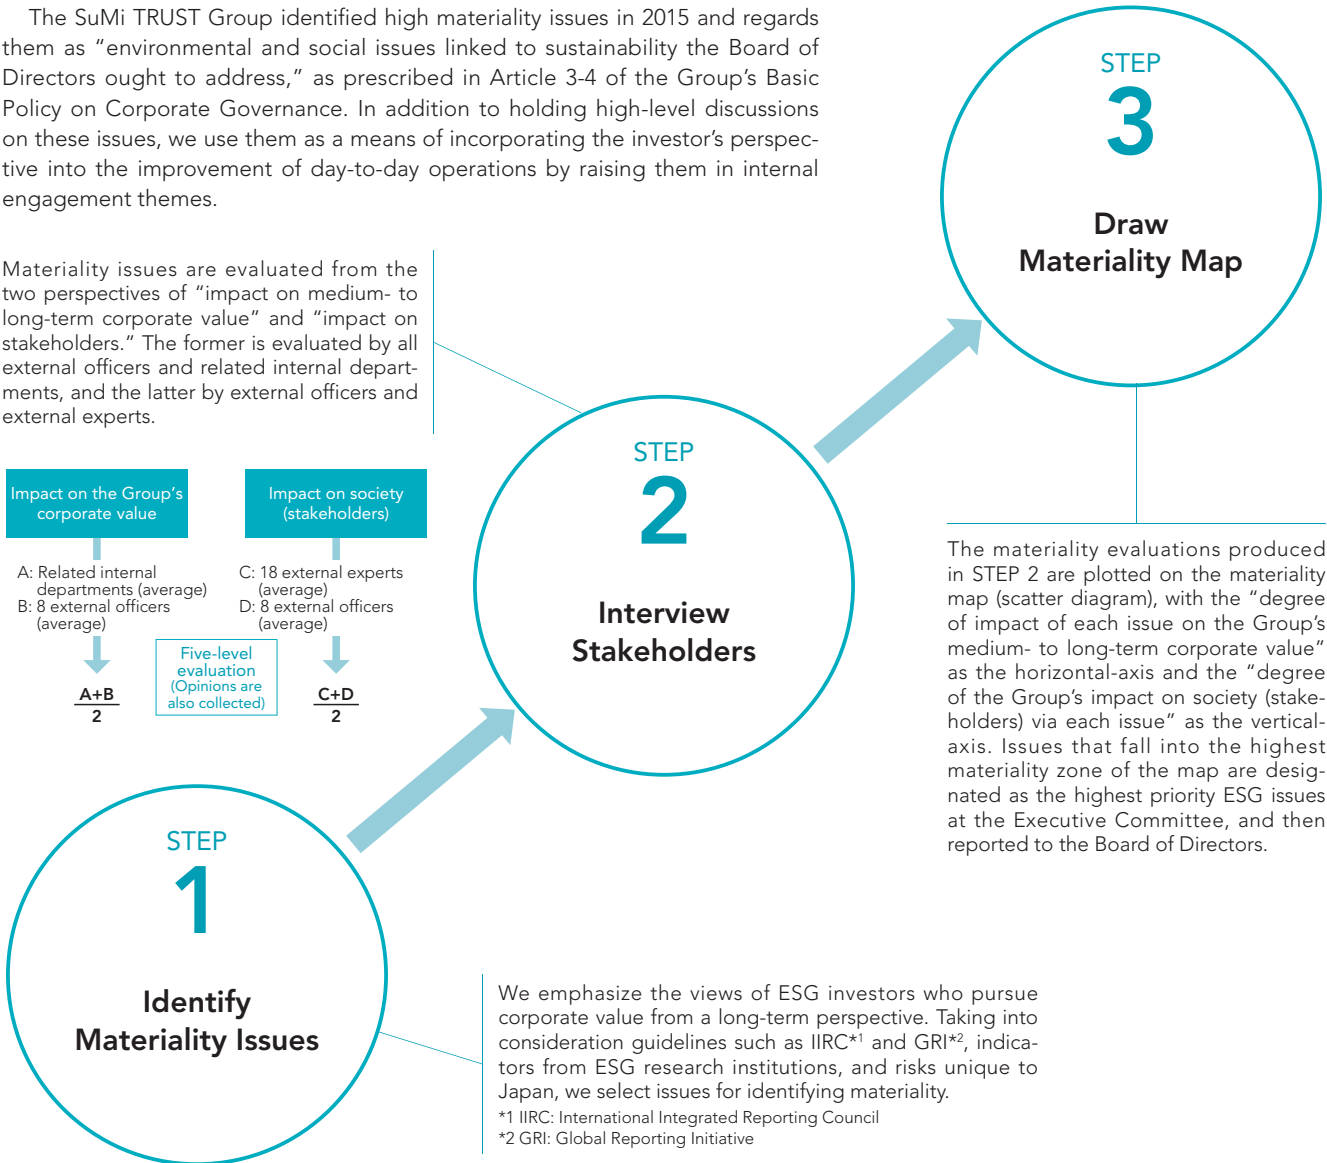 The SuMi TRUST Group identified high materiality issues in 2015 and regards
them as “environmental and social issues linked to sustainability the Board of
Directors ought to address,” as prescribed in Article 3-4 of the Group’s Basic
Policy on Corporate Governance. In addition to holding high-level discussions
on these issues, we use them as a means of incorporating the investor’s perspec-
tive into the improvement of day-to-day operations by raising them in internal
engagement themes.
STEP
3
Draw
Materiality Map
Materiality issues are evaluated from the
two perspectives of “impact on medium- to
long-term corporate value” and “impact on
stakeholders.” The former is evaluated by all
external officers and related internal depart-
ments, and the latter by external officers and
external experts.
Impact on the Group’s
corporate value
A: Related internal
departments (average)
B: 8 external officers
(average)
A+B
2
Impact on society
(stakeholders)
C: 18 external experts
(average)
D: 8 external officers
(average)
C+D
2
Five-level
evaluation
(Opinions are
also collected)
STEP
2
Interview
Stakeholders
The materiality evaluations produced
in STEP 2 are plotted on the materiality
map (scatter diagram), with the “degree
of impact of each issue on the Group’s
medium- to long-term corporate value”
as the horizontal-axis and the “degree
of the Group’s impact on society (stake-
holders) via each issue” as the vertical-
axis. Issues that fall into the highest
materiality zone of the map are desig-
nated as the highest priority ESG issues
at the Executive Committee, and then
reported to the Board of Directors.
STEP
1
Identify
Materiality Issues
We emphasize the views of ESG investors who pursue
corporate value from a long-term perspective. Taking into
consideration guidelines such as IIRC*1 and GRI*2, indica-
tors from ESG research institutions, and risks unique to
Japan, we select issues for identifying materiality.
*1 IIRC: International Integrated Reporting Council
*2 GRI: Global Reporting Initiative